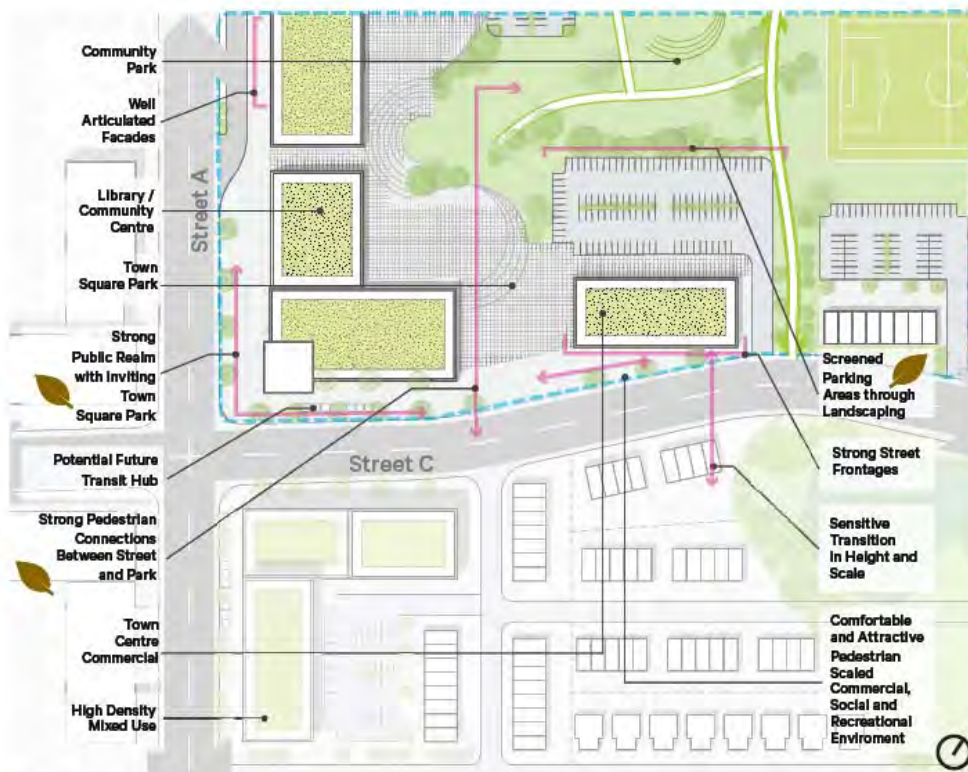 Community
Park
Well
Articulated
Facades
Library /
Community
Centre
Town
Square Park
Strong
Public Realm
with Inviting
Town
Square Park
Potential Future
Transit Hub
Strong Pedestrian
Connections
Between Street
and Park
Town
Centre
Commercial
High Density
Mixed Use
Street A
Street C
Screened
Parking
Areas through
Landscaping
Strong Street
Frontages
Sensitive
Transition
in Height and
Scale
Comfortable
and Attractive
Pedestrian
Scaled
Commercial,
Social and
Recreational
Enviroment